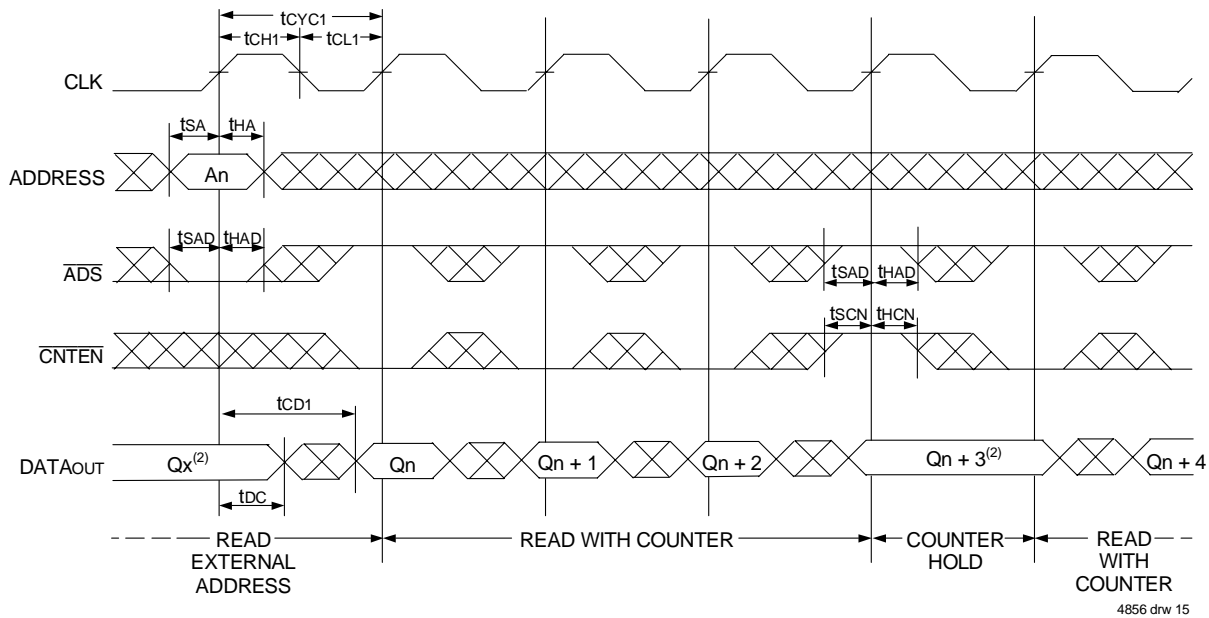 tCYC1
tCH1 tCL1
CLK
tSA tHA
ADDRESS An
tSAD tHAD
ADS
tSAD tHAD
tSCN tHCN
CNTEN
tCD1
DATAOUT Qx(2) Qn Qn + 1 Qn + 2 Qn + 3(2) Qn + 4
tDC
READ EXTERNAL ADDRESS
READ WITH COUNTER
COUNTER HOLD
READ WITH COUNTER
4856 drw 15